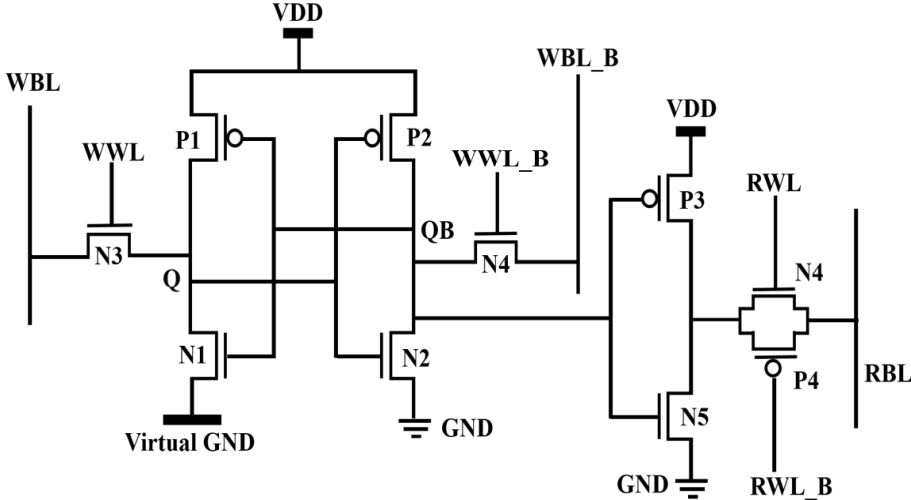 VDD
WBL_B
WBL
VDD
P1
P2
WWL
WWL_B
P3
RWL
QB
N3
N4
N4
Q
N1
N2
P4
RBL
N5
Virtual GND
GND
GND
RWL_B